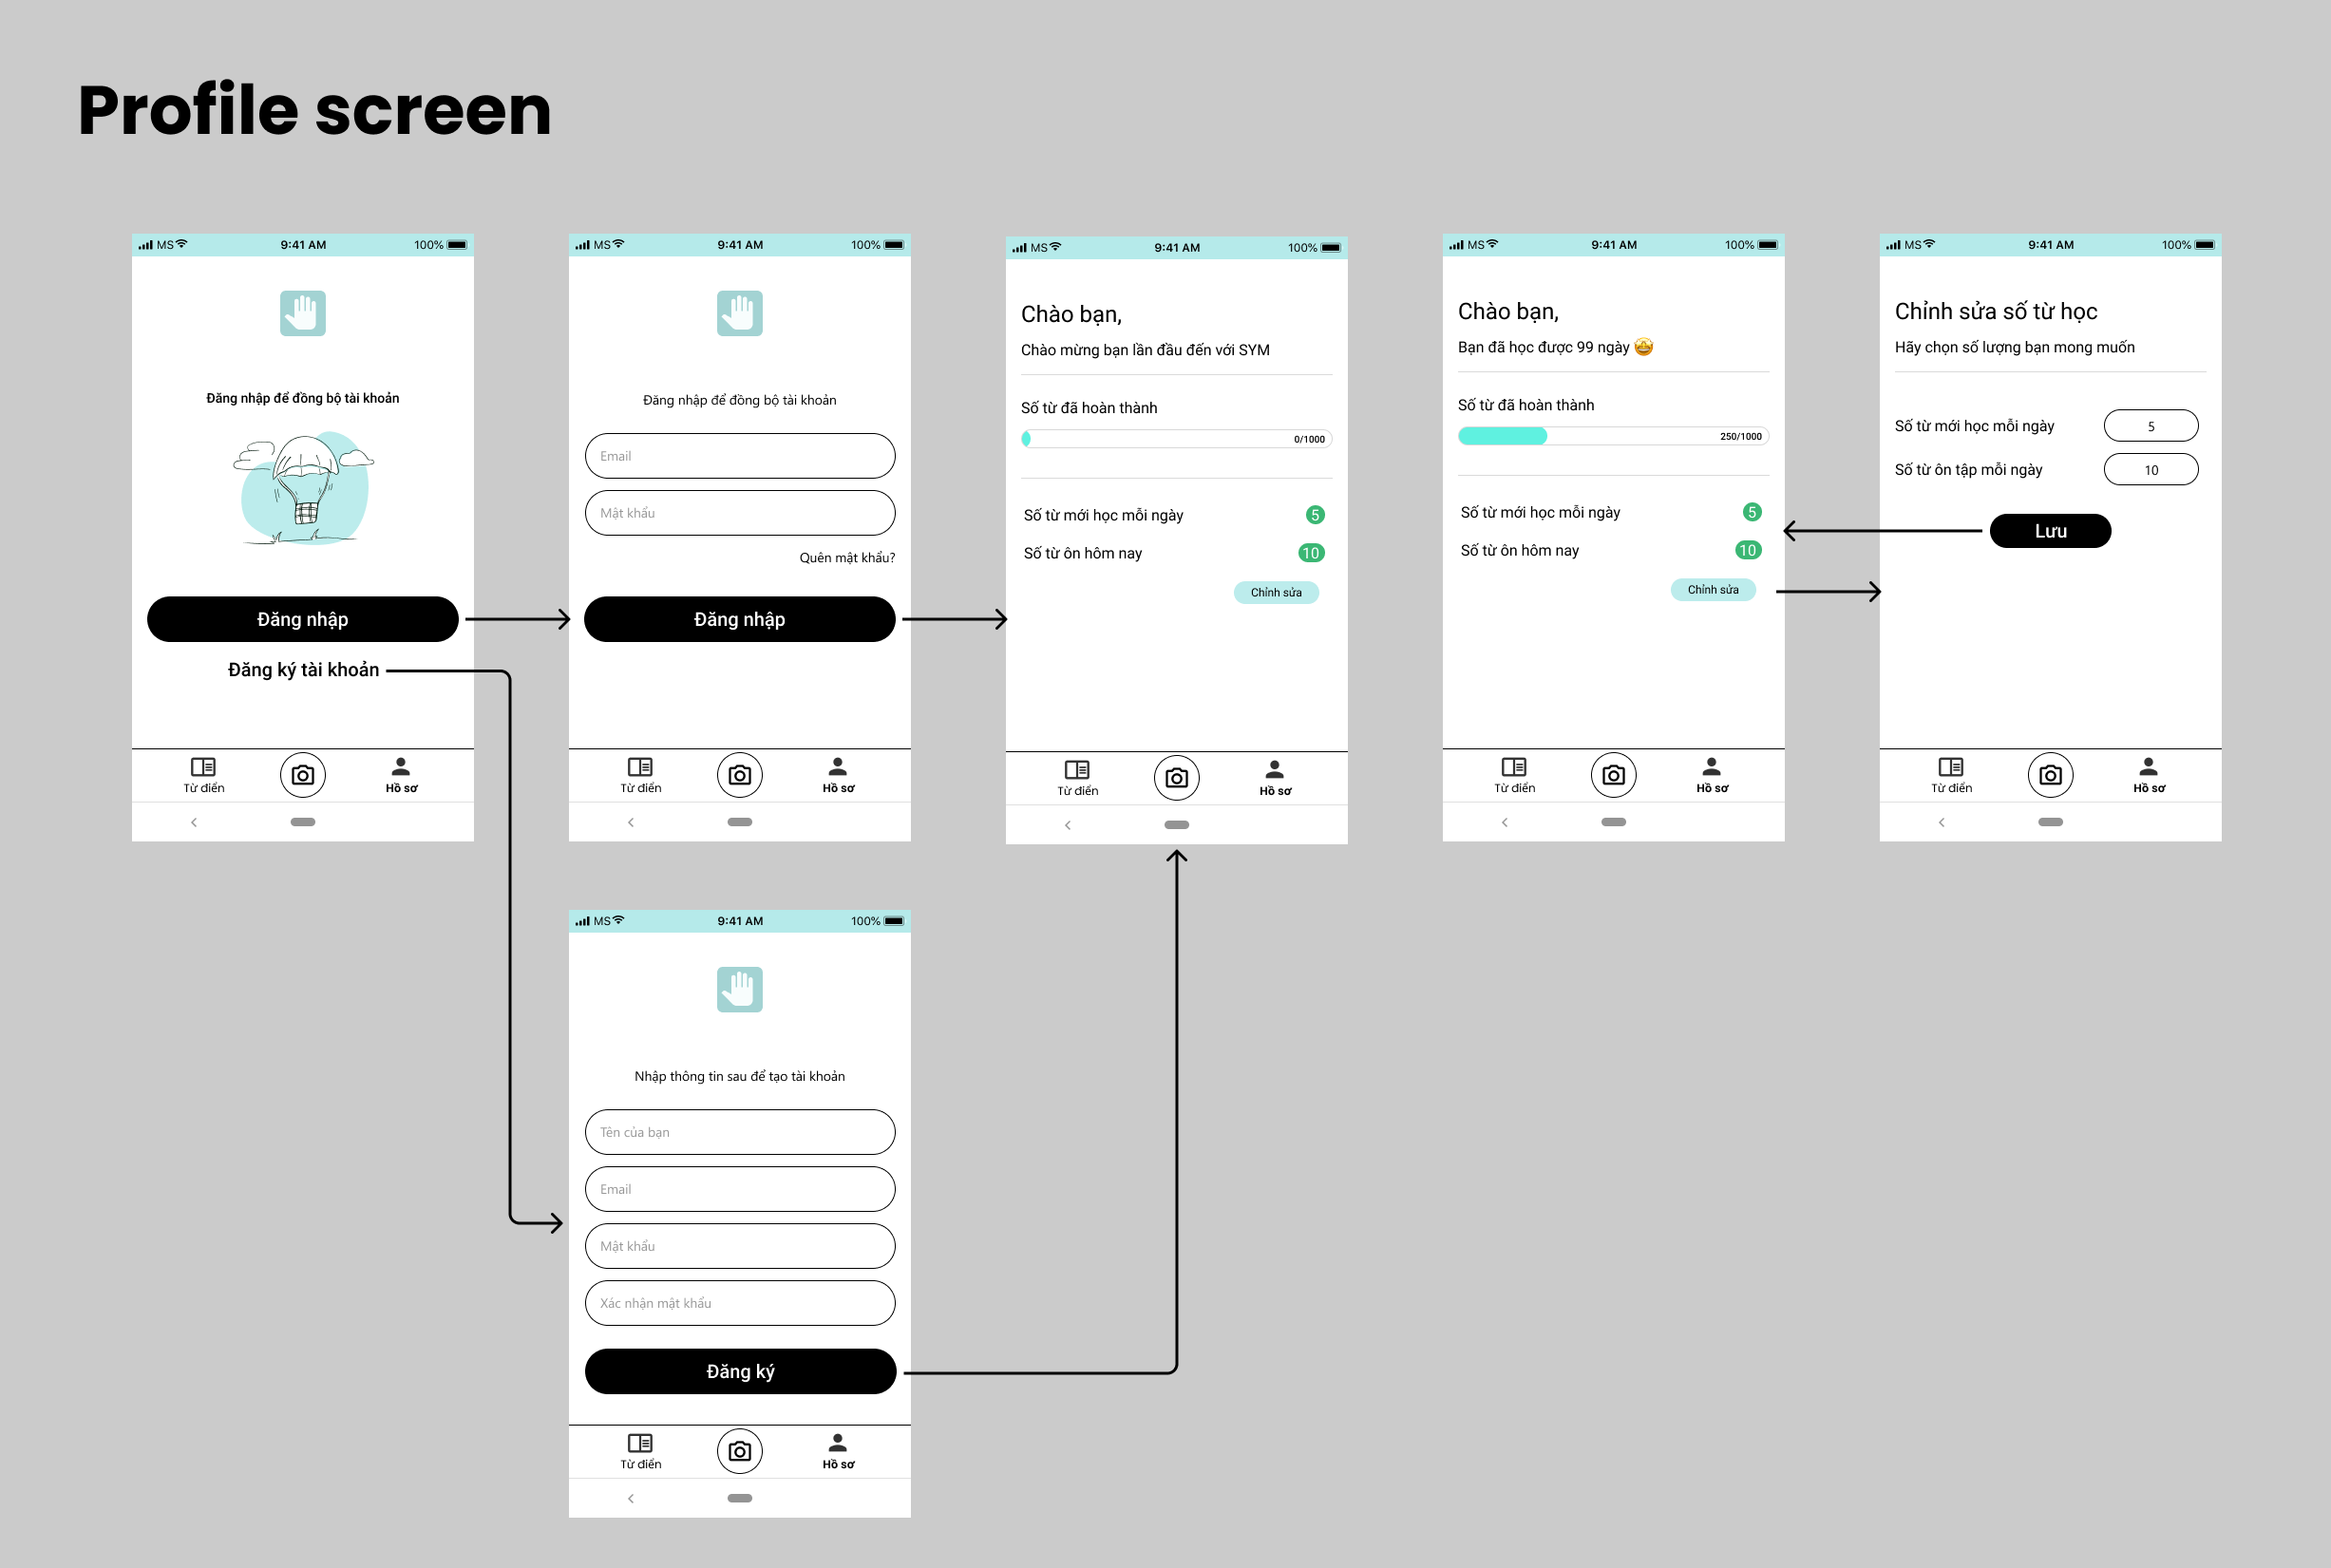 Profile screen
MS 9:41 AM 100%
Đăng nhập để đồng bộ tài khoản
Đăng nhập
Đăng ký tài khoản
Từ điển Hồ sơ
MS 9:41 AM 100%
Đăng nhập để đồng bộ tài khoản
Email
Mật khẩu
Quên mật khẩu?
Đăng nhập
Từ điển Hồ sơ
MS 9:41 AM 100%
Chào bạn,
Chào mừng bạn lần đầu đến với SYM
Số từ đã hoàn thành
0/1000
Số từ mới học mỗi ngày 5
Số từ ôn hôm nay 10
Chỉnh sửa
Từ điển Hồ sơ
MS 9:41 AM 100%
Chào bạn,
Bạn đã học được 99 ngày 🤩
Số từ đã hoàn thành
250/1000
Số từ mới học mỗi ngày 5
Số từ ôn hôm nay 10
Chỉnh sửa
Từ điển Hồ sơ
MS 9:41 AM 100%
Chỉnh sửa số từ học
Hãy chọn số lượng bạn mong muốn
Số từ mới học mỗi ngày 5
Số từ ôn tập mỗi ngày 10
Lưu
Từ điển Hồ sơ
MS 9:41 AM 100%
Nhập thông tin sau để tạo tài khoản
Tên của bạn
Email
Mật khẩu
Xác nhận mật khẩu
Đăng ký
Từ điển Hồ sơ